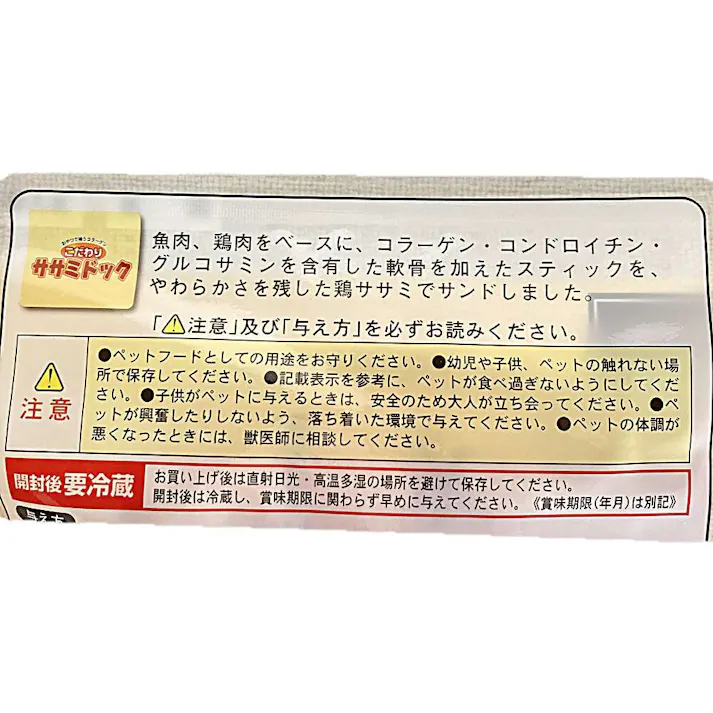 おやつで補うコラーゲン
こだわり
ササミドック
魚肉、鶏肉をベースに、コラーゲン・コンドロイチン・
グルコサミンを含有した軟骨を加えたスティックを、
やわらかさを残した鶏ササミでサンドしました。
「⚠注意」及び「与え方」を必ずお読みください。
注意
●ペットフードとしての用途をお守りください。●幼児や子供、ペットの触れない場
所で保存してください。●記載表示を参考に、ペットが食べ過ぎないようにしてくだ
さい。●子供がペットに与えるときは、安全のため大人が立ち会ってください。●ペ
ットが興奮したりしないよう、落ち着いた環境で与えてください。●ペットの体調が
悪くなったときには、獣医師に相談してください。
開封後要冷蔵
お買い上げ後は直射日光・高温多湿の場所を避けて保存してください。
開封後は冷蔵し、賞味期限に関わらず早めに与えてください。《賞味期限(年月)は別記》
与え方